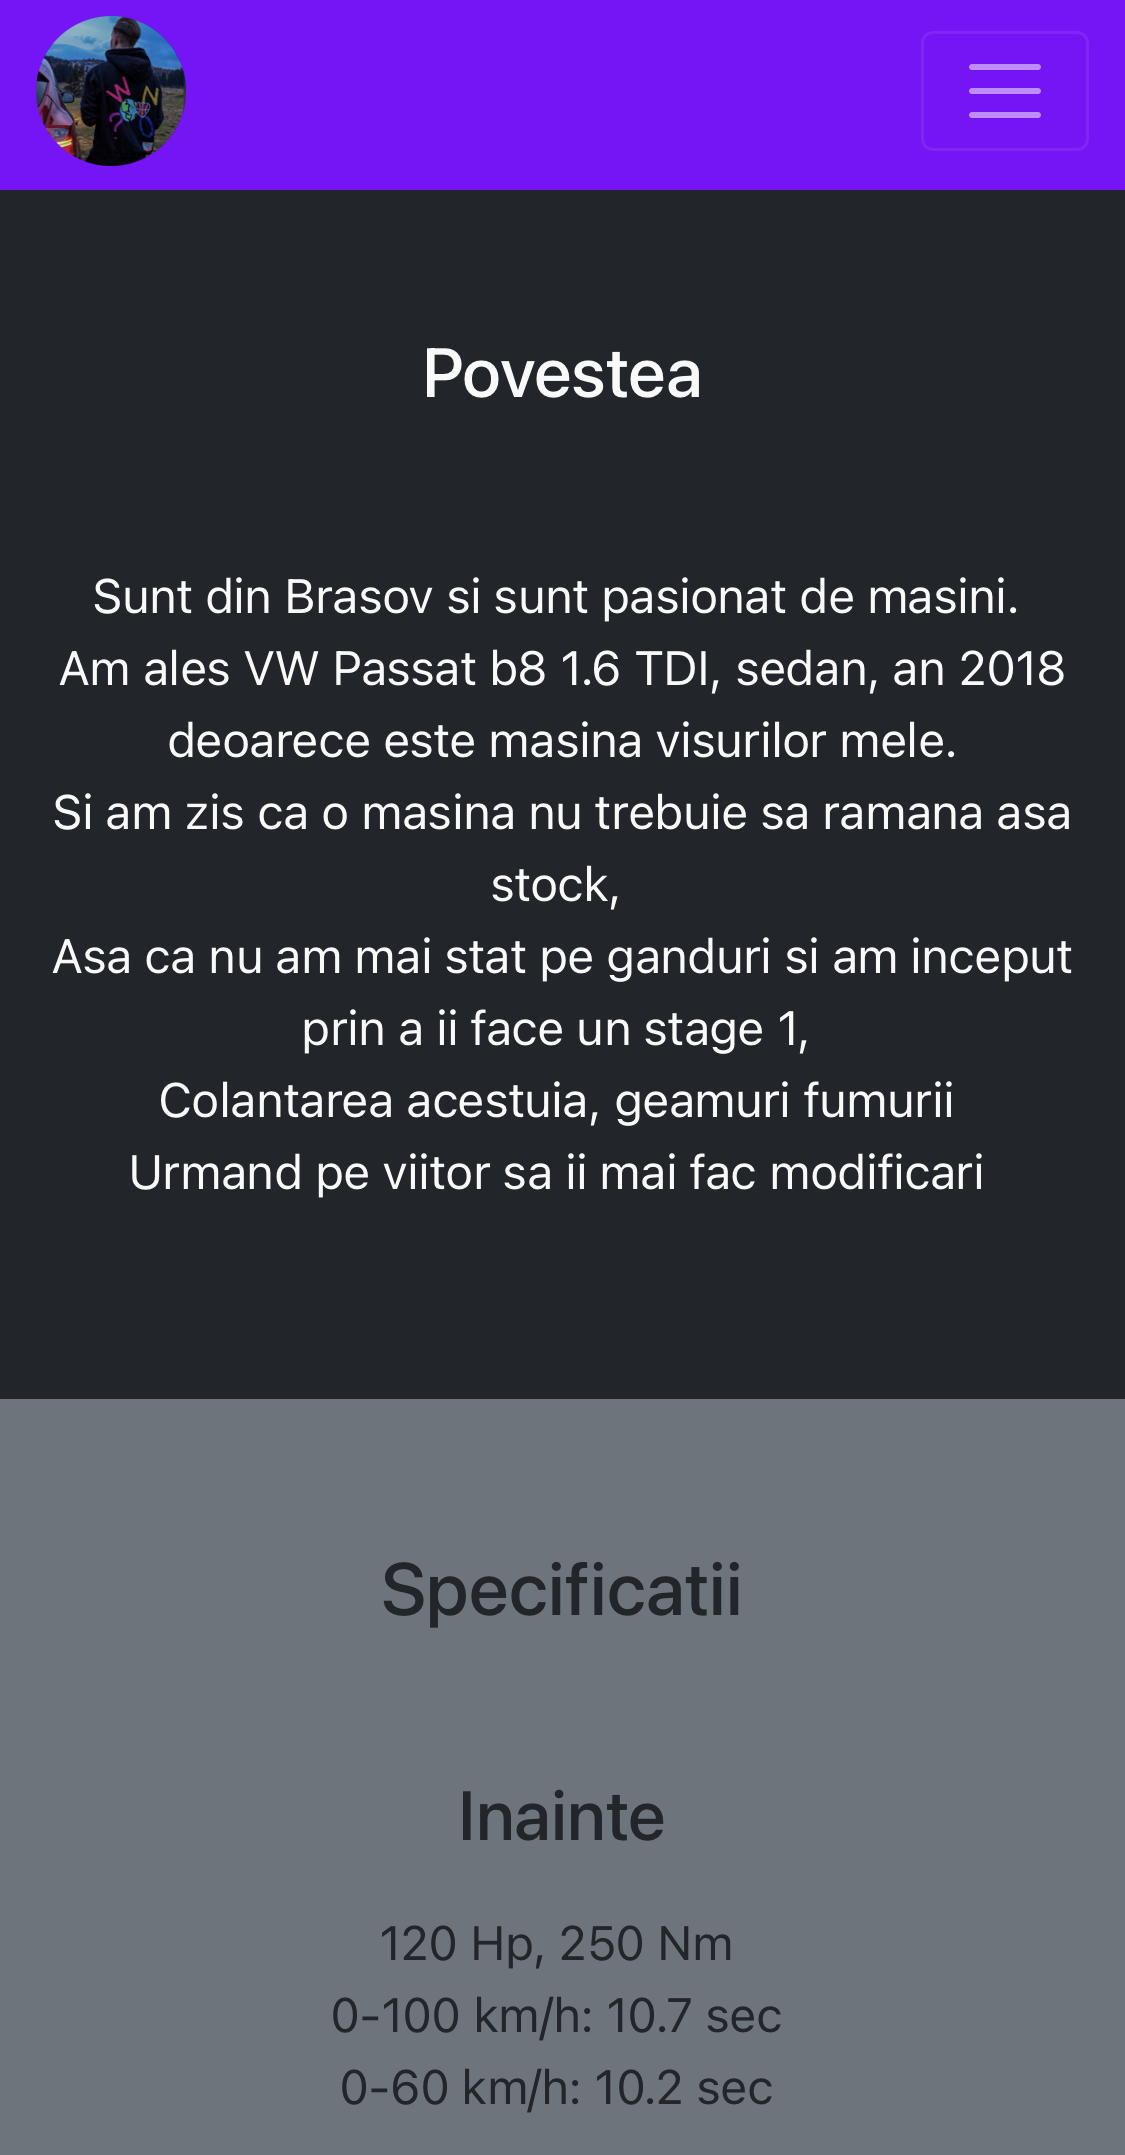 Povestea
Sunt din Brasov si sunt pasionat de masini.
Am ales VW Passat b8 1.6 TDI, sedan, an 2018
deoarece este masina visurilor mele.
Si am zis ca o masina nu trebuie sa ramana asa
stock,
Asa ca nu am mai stat pe ganduri si am inceput
prin a ii face un stage 1,
Colantarea acestuia, geamuri fumurii
Urmand pe viitor sa ii mai fac modificari
Specificatii
Inainte
120 Hp, 250 Nm
0-100 km/h: 10.7 sec
0-60 km/h: 10.2 sec